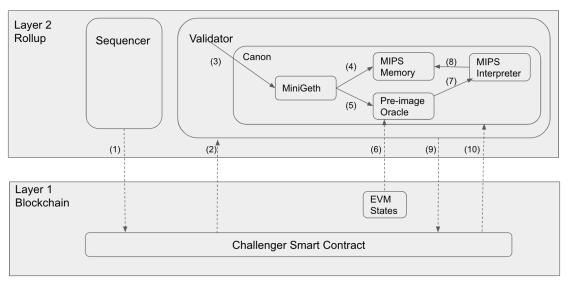 Layer 2
Rollup
Sequencer
Validator
Canon
(3)
MiniGeth
(4)
(5)
MIPS
Memory
Pre-image
Oracle
(8)
(7)
MIPS
Interpreter
(1)
(2)
(6)
(9)
(10)
Layer 1
Blockchain
EVM
States
Challenger Smart Contract